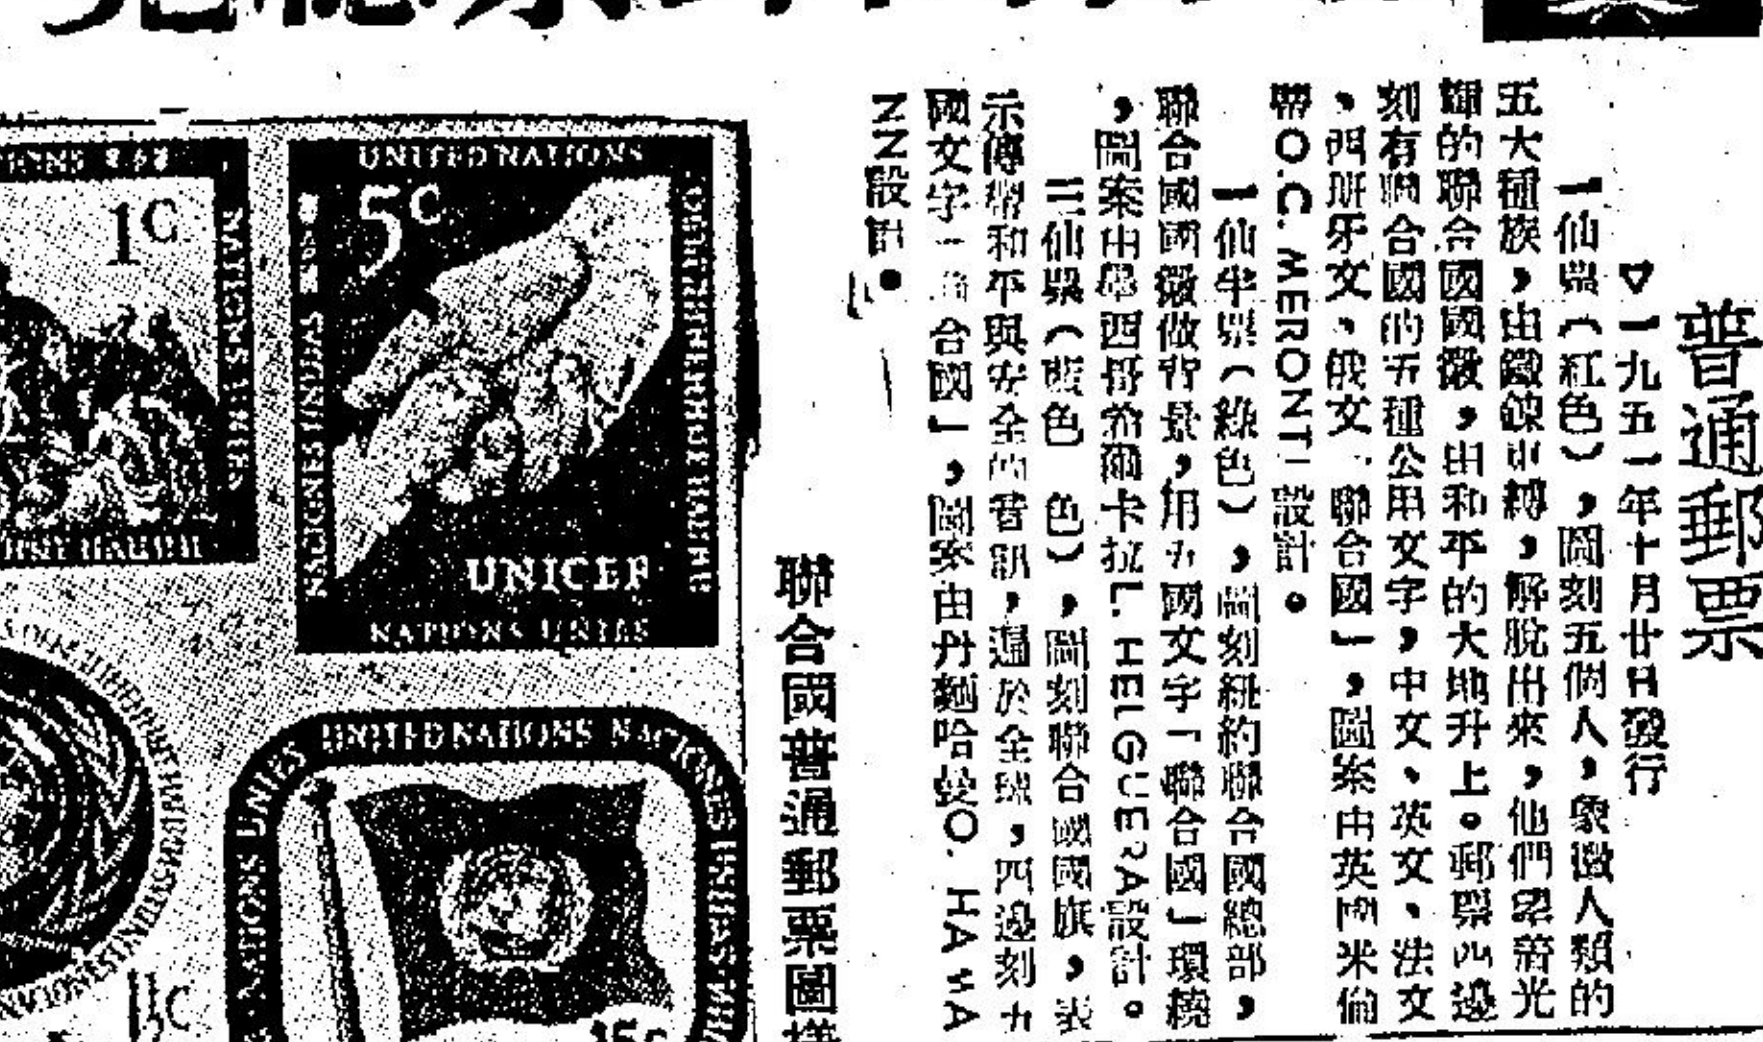 普通郵票
▽一九五一年十月廿日發行
一仙票(紅色),圖刻五個人,象徵人類的
五大種族,由鐵鍊束縛,解脫出來,他們望着光
輝的聯合國國徽,由和平的大地升上。郵票四邊
刻有聯合國的五種公用文字,中文、英文、法文
,西班牙文、俄文「聯合國」,圖案由英國米倫
帶O.C. MERONTI設計。
一仙半票(綠色),圖刻紐約聯合國總部,
聯合國國徽做背景,用五國文字「聯合國」環繞
,圖案由墨西哥 爾卡拉L. HELGUERA設計。
二仙票(藍色 色),圖刻聯合國國旗,表
示傳播和平與安全的音訊,遍於全球,四邊刻五
國文字「聯合國」,圖案由丹麵哈曼O. HAMA
NN設計。
聯合國普通郵票圖樣
UNITED NATIONS
5c
NACIONES UNIDAS
UNICEF
NATIONS UNIES
1c
UNITED NATIONS
NATIONS UNIES
1½c
15c